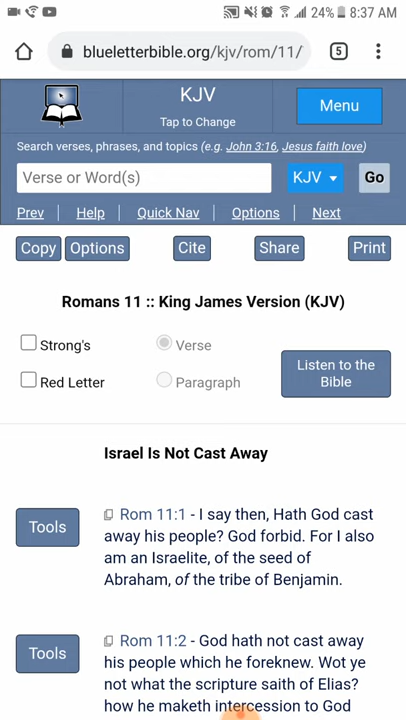 24% 8:37 AM
blueletterbible.org/kjv/rom/11/
5
KJV
Tap to Change
Menu
Search verses, phrases, and topics (e.g. John 3:16, Jesus faith love)
Verse or Word(s)
KJV
Go
Prev | Help | Quick Nav | Options | Next
Copy Options Cite Share Print
Romans 11 :: King James Version (KJV)
Strong's Verse
Red Letter Paragraph
Listen to the
Bible
Israel Is Not Cast Away
Tools
Rom 11:1 - I say then, Hath God cast
away his people? God forbid. For I also
am an Israelite, of the seed of
Abraham, of the tribe of Benjamin.
Tools
Rom 11:2 - God hath not cast away
his people which he foreknew. Wot ye
not what the scripture saith of Elias?
how he maketh intercession to God